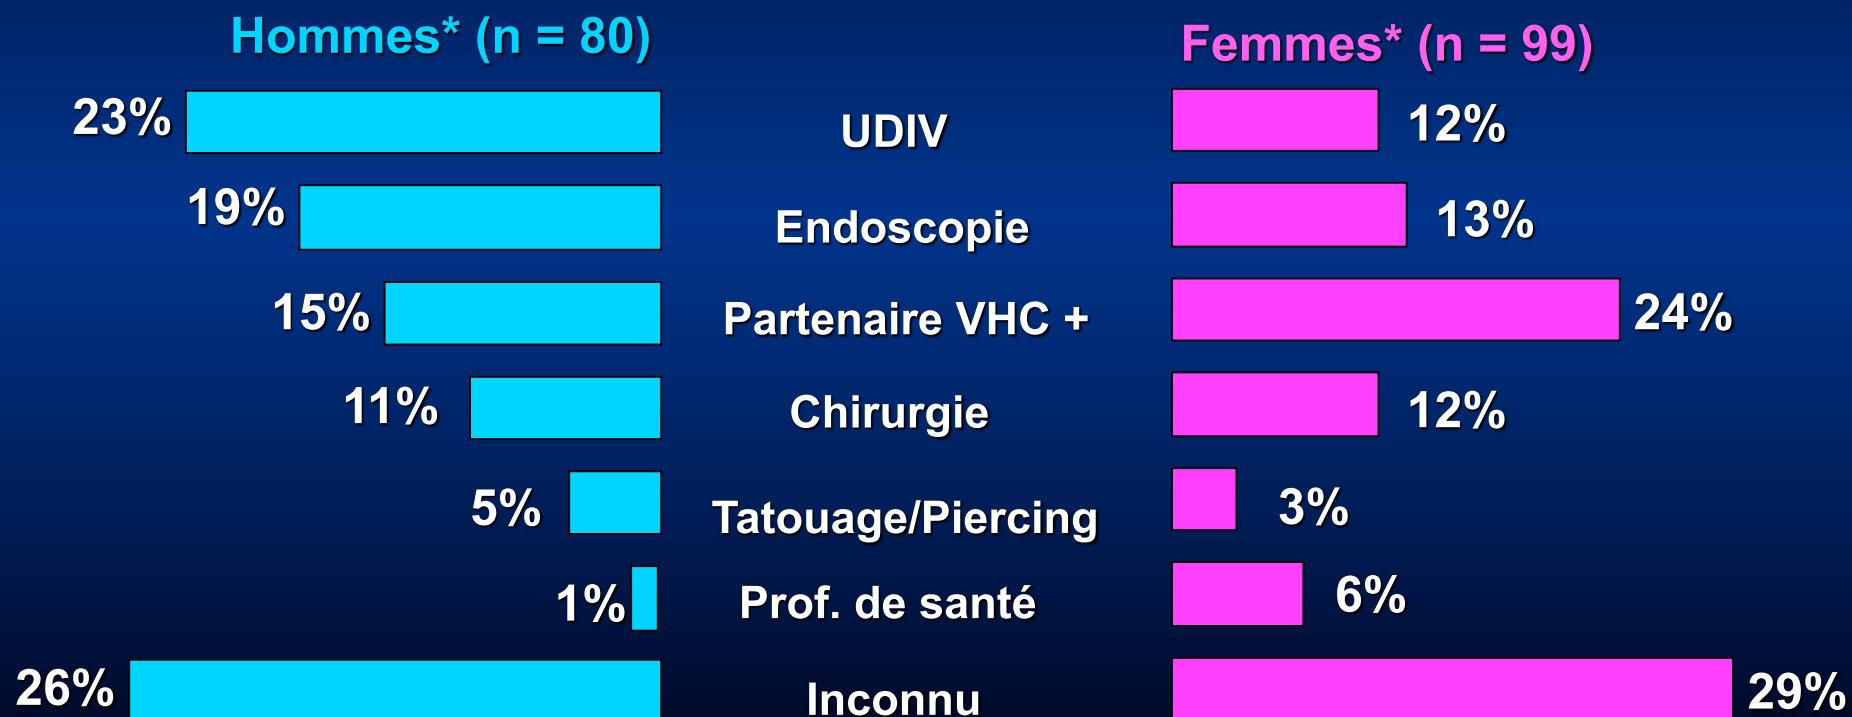 Hommes* (n = 80) Femmes* (n = 99)
23% UDIV 12%
19% Endoscopie 13%
15% Partenaire VHC + 24%
11% Chirurgie 12%
5% Tatouage/Piercing 3%
1% Prof. de santé 6%
26% Inconnu 29%